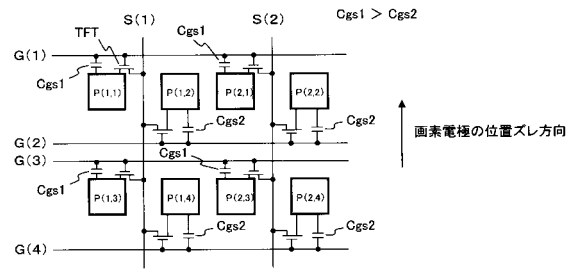 S(1) S(2) Cgs1 > Cgs2
TFT Cgs1
G(1)
Cgs1
P(1,1) P(1,2) P(2,1) P(2,2)
Cgs2 Cgs2
画素電極の位置ズレ方向
G(2)
G(3)
Cgs1
Cgs1
P(1,3) P(1,4) P(2,3) P(2,4)
Cgs2 Cgs2
G(4)